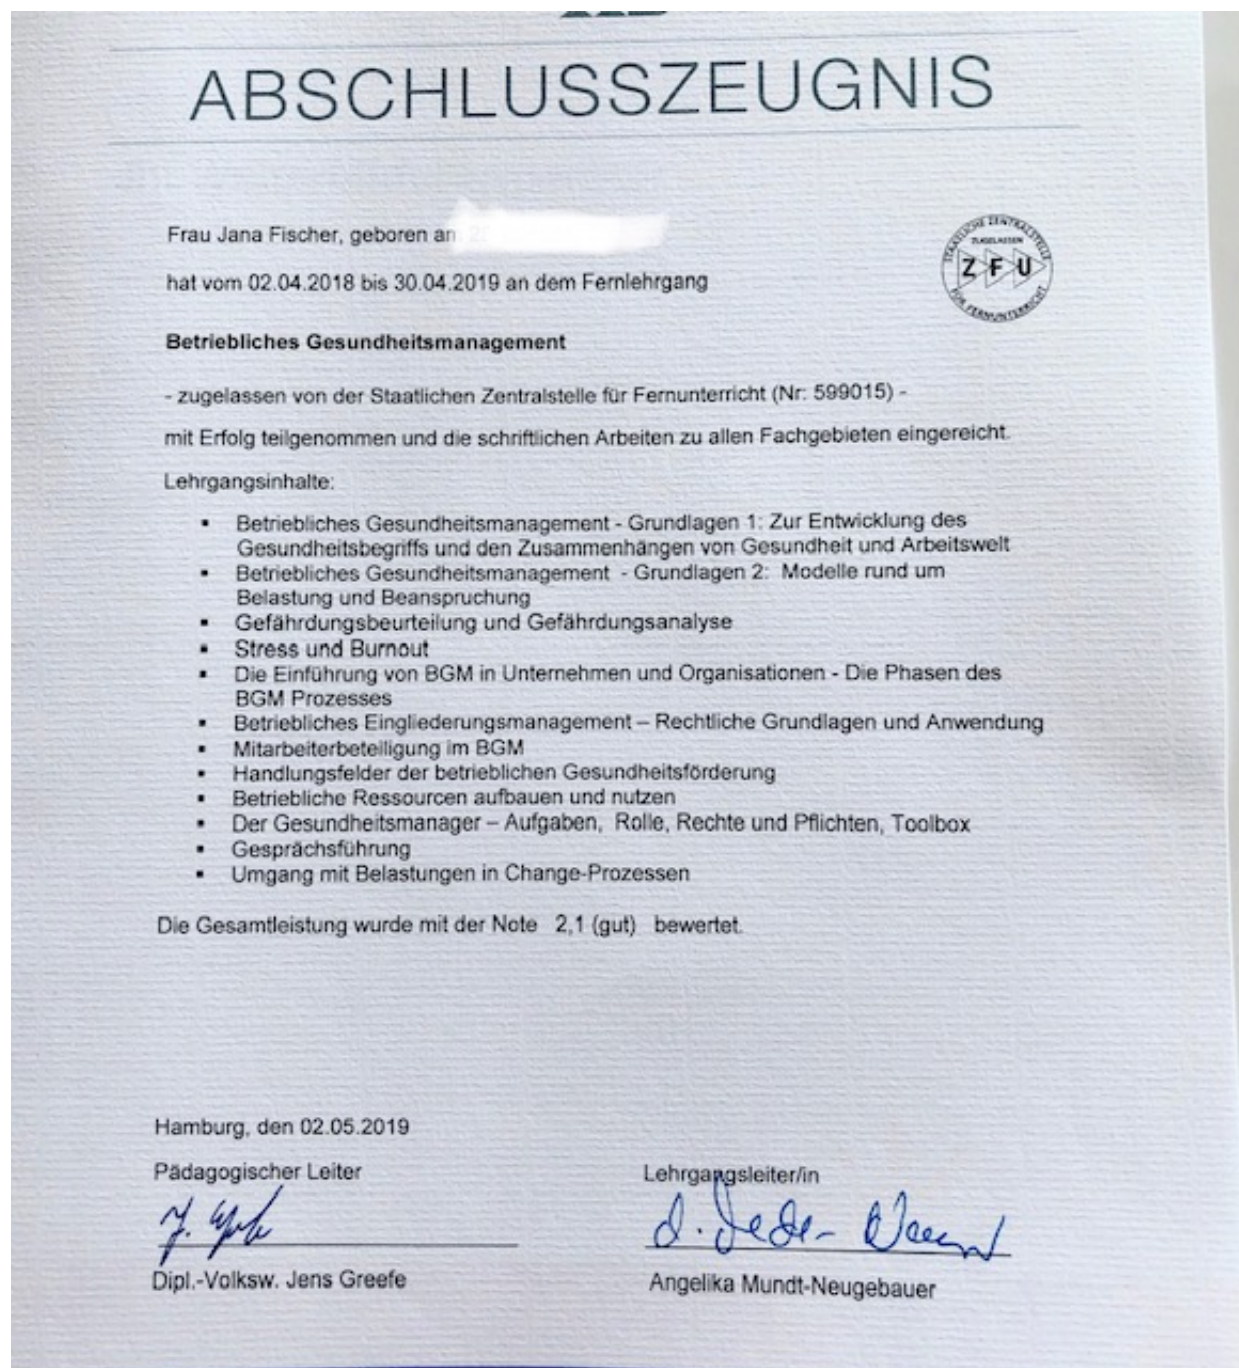 ABSCHLUSSZEUGNIS
Frau Jana Fischer, geboren am
STAATLICHE ZENTRALSTELLE
ZUGELASSEN
ZFU
FÜR FERNUNTERRICHT
hat vom 02.04.2018 bis 30.04.2019 an dem Fernlehrgang
Betriebliches Gesundheitsmanagement
- zugelassen von der Staatlichen Zentralstelle für Fernunterricht (Nr: 599015) -
mit Erfolg teilgenommen und die schriftlichen Arbeiten zu allen Fachgebieten eingereicht.
Lehrgangsinhalte:
▪ Betriebliches Gesundheitsmanagement - Grundlagen 1: Zur Entwicklung des
Gesundheitsbegriffs und den Zusammenhängen von Gesundheit und Arbeitswelt
▪ Betriebliches Gesundheitsmanagement - Grundlagen 2: Modelle rund um
Belastung und Beanspruchung
▪ Gefährdungsbeurteilung und Gefährdungsanalyse
▪ Stress und Burnout
▪ Die Einführung von BGM in Unternehmen und Organisationen - Die Phasen des
BGM Prozesses
▪ Betriebliches Eingliederungsmanagement – Rechtliche Grundlagen und Anwendung
▪ Mitarbeiterbeteiligung im BGM
▪ Handlungsfelder der betrieblichen Gesundheitsförderung
▪ Betriebliche Ressourcen aufbauen und nutzen
▪ Der Gesundheitsmanager – Aufgaben, Rolle, Rechte und Pflichten, Toolbox
▪ Gesprächsführung
▪ Umgang mit Belastungen in Change-Prozessen
Die Gesamtleistung wurde mit der Note 2,1 (gut) bewertet.
Hamburg, den 02.05.2019
Pädagogischer Leiter
Lehrgangsleiter/in
Dipl.-Volksw. Jens Greefe
Angelika Mundt-Neugebauer